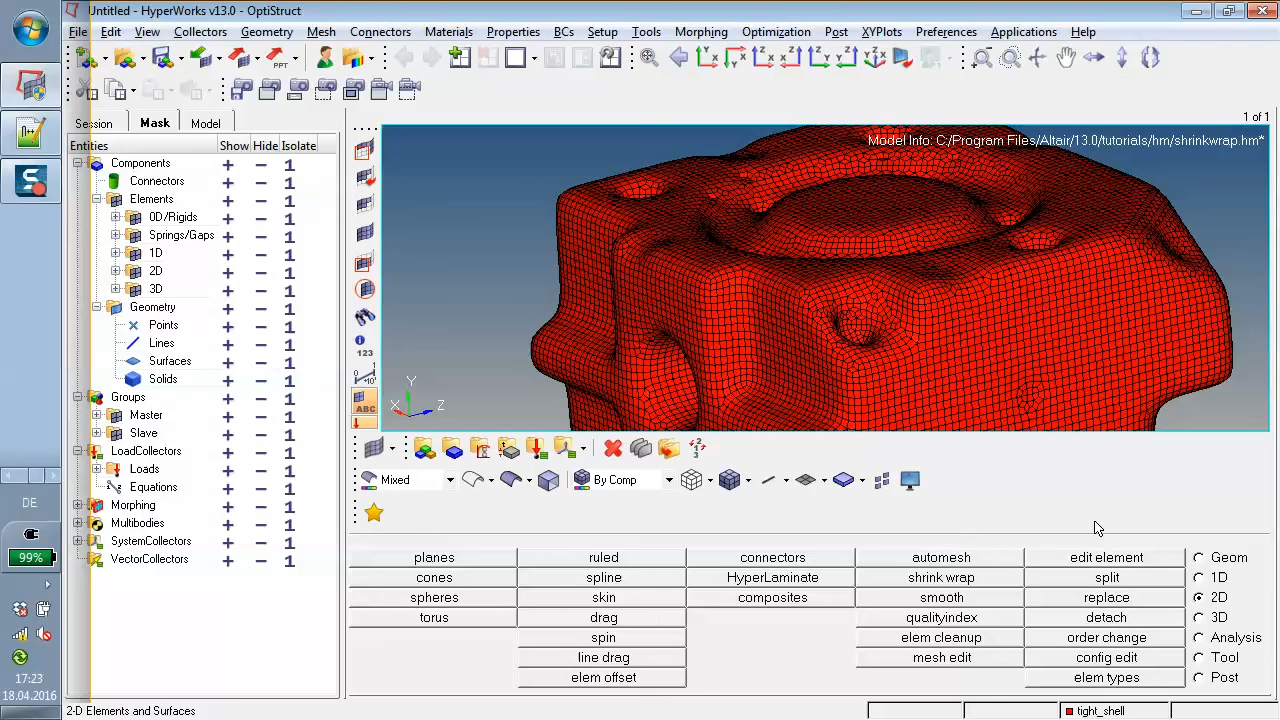 Untitled - HyperWorks v13.0 - OptiStruct
File Edit View Collectors Geometry Mesh Connectors Materials Properties BCs Setup Tools Morphing Optimization Post XYPlots Preferences Applications Help
Session Mask Model
1 of 1
Entities Show Hide Isolate
Model Info: C:/Program Files/Altair/13.0/tutorials/hm/shrinkwrap.hm*
Components
Connectors
Elements
0D/Rigids
Springs/Gaps
1D
2D
3D
Geometry
Points
Lines
Surfaces
Solids
Groups
Master
Slave
LoadCollectors
Loads
Equations
Morphing
Multibodies
SystemCollectors
VectorCollectors
123
ABC
X Y Z
Mixed By Comp
planes ruled connectors automesh edit element Geom
cones spline HyperLaminate shrink wrap split 1D
spheres skin composites smooth replace 2D
torus drag qualityindex detach 3D
spin elem cleanup order change Analysis
line drag mesh edit config edit Tool
elem offset elem types Post
2-D Elements and Surfaces tight_shell
DE
99%
17:23
18.04.2016